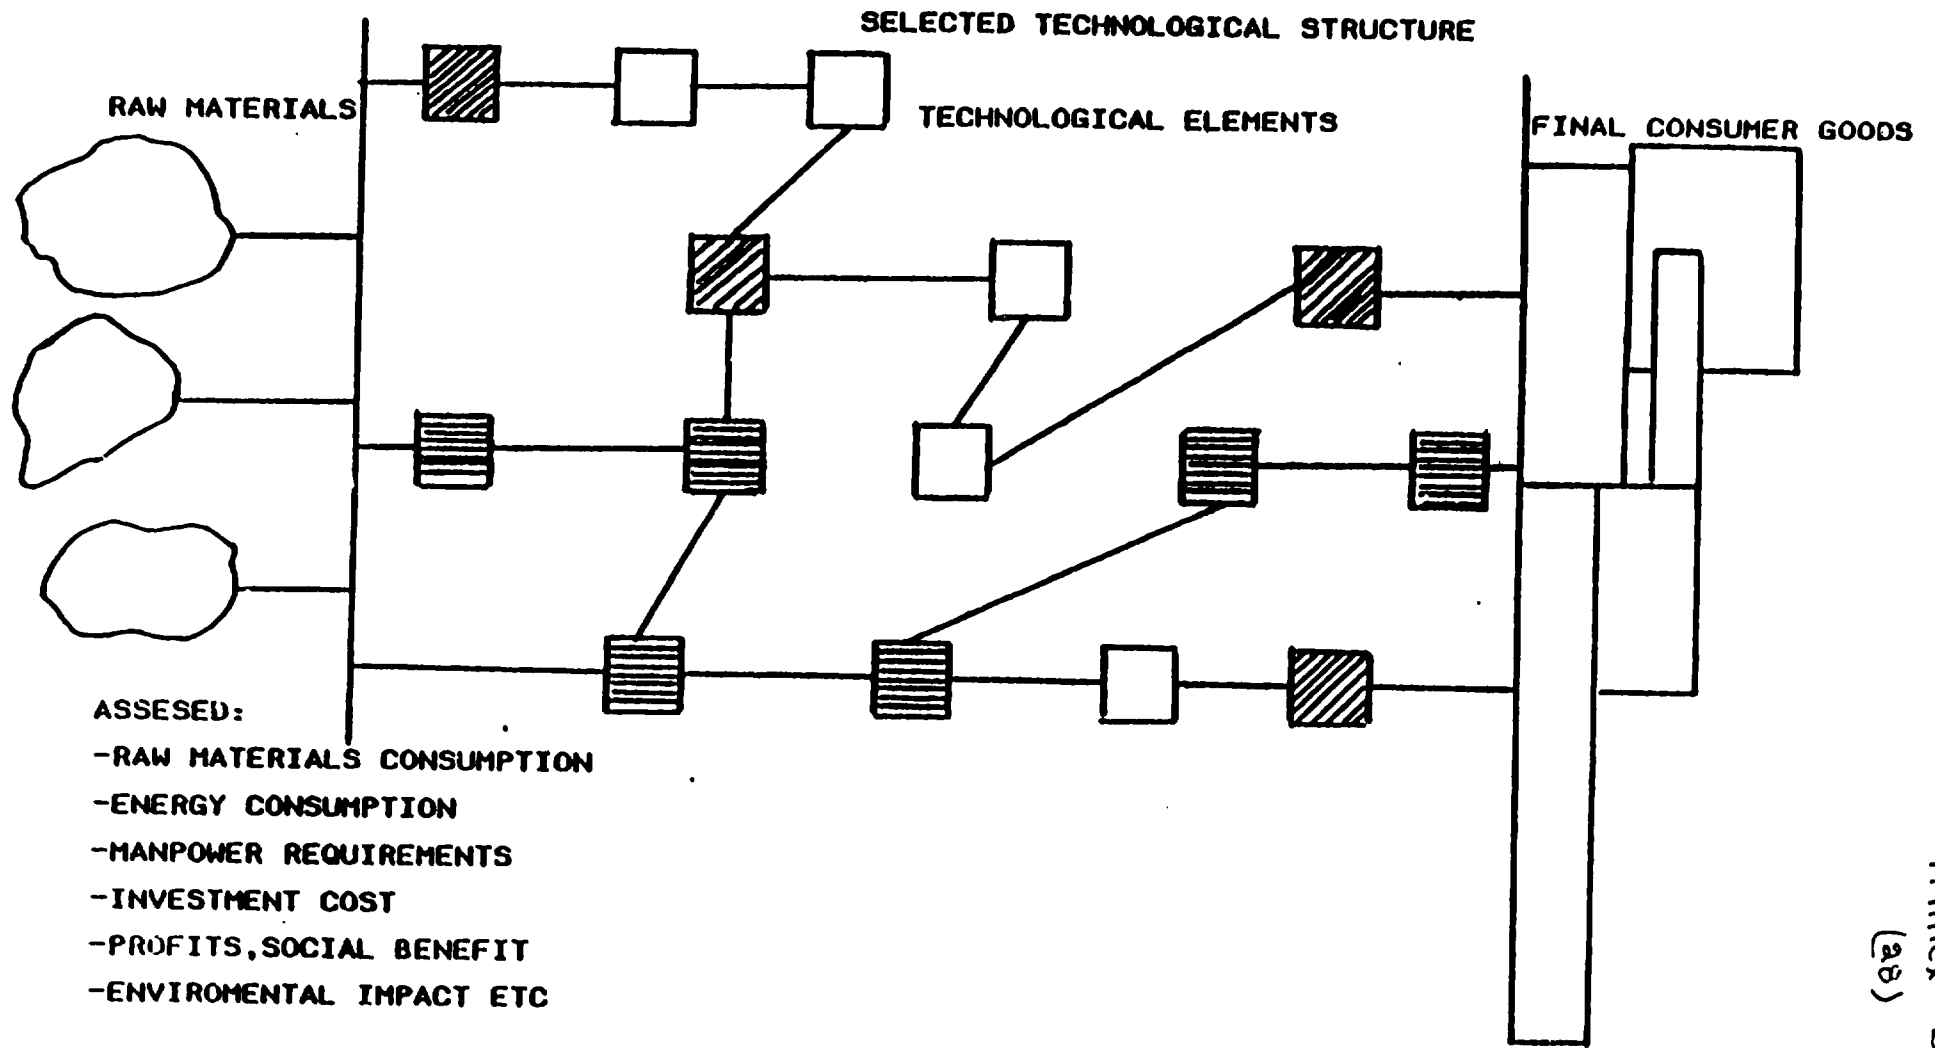 SELECTED TECHNOLOGICAL STRUCTURE
RAW MATERIALS
TECHNOLOGICAL ELEMENTS
FINAL CONSUMER GOODS
ASSESED:
-RAW MATERIALS CONSUMPTION
-ENERGY CONSUMPTION
-MANPOWER REQUIREMENTS
-INVESTMENT COST
-PROFITS,SOCIAL BENEFIT
-ENVIROMENTAL IMPACT ETC
(28)